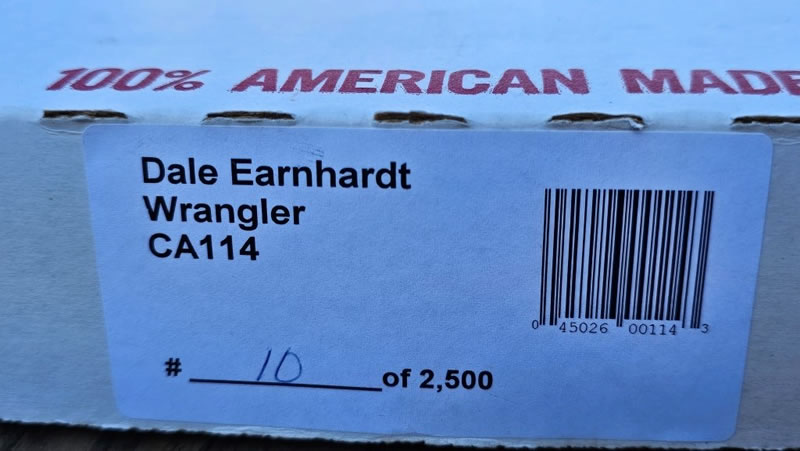 100% AMERICAN MADE
Dale Earnhardt
Wrangler
CA114
0 45026 00114 3
# 10 of 2,500